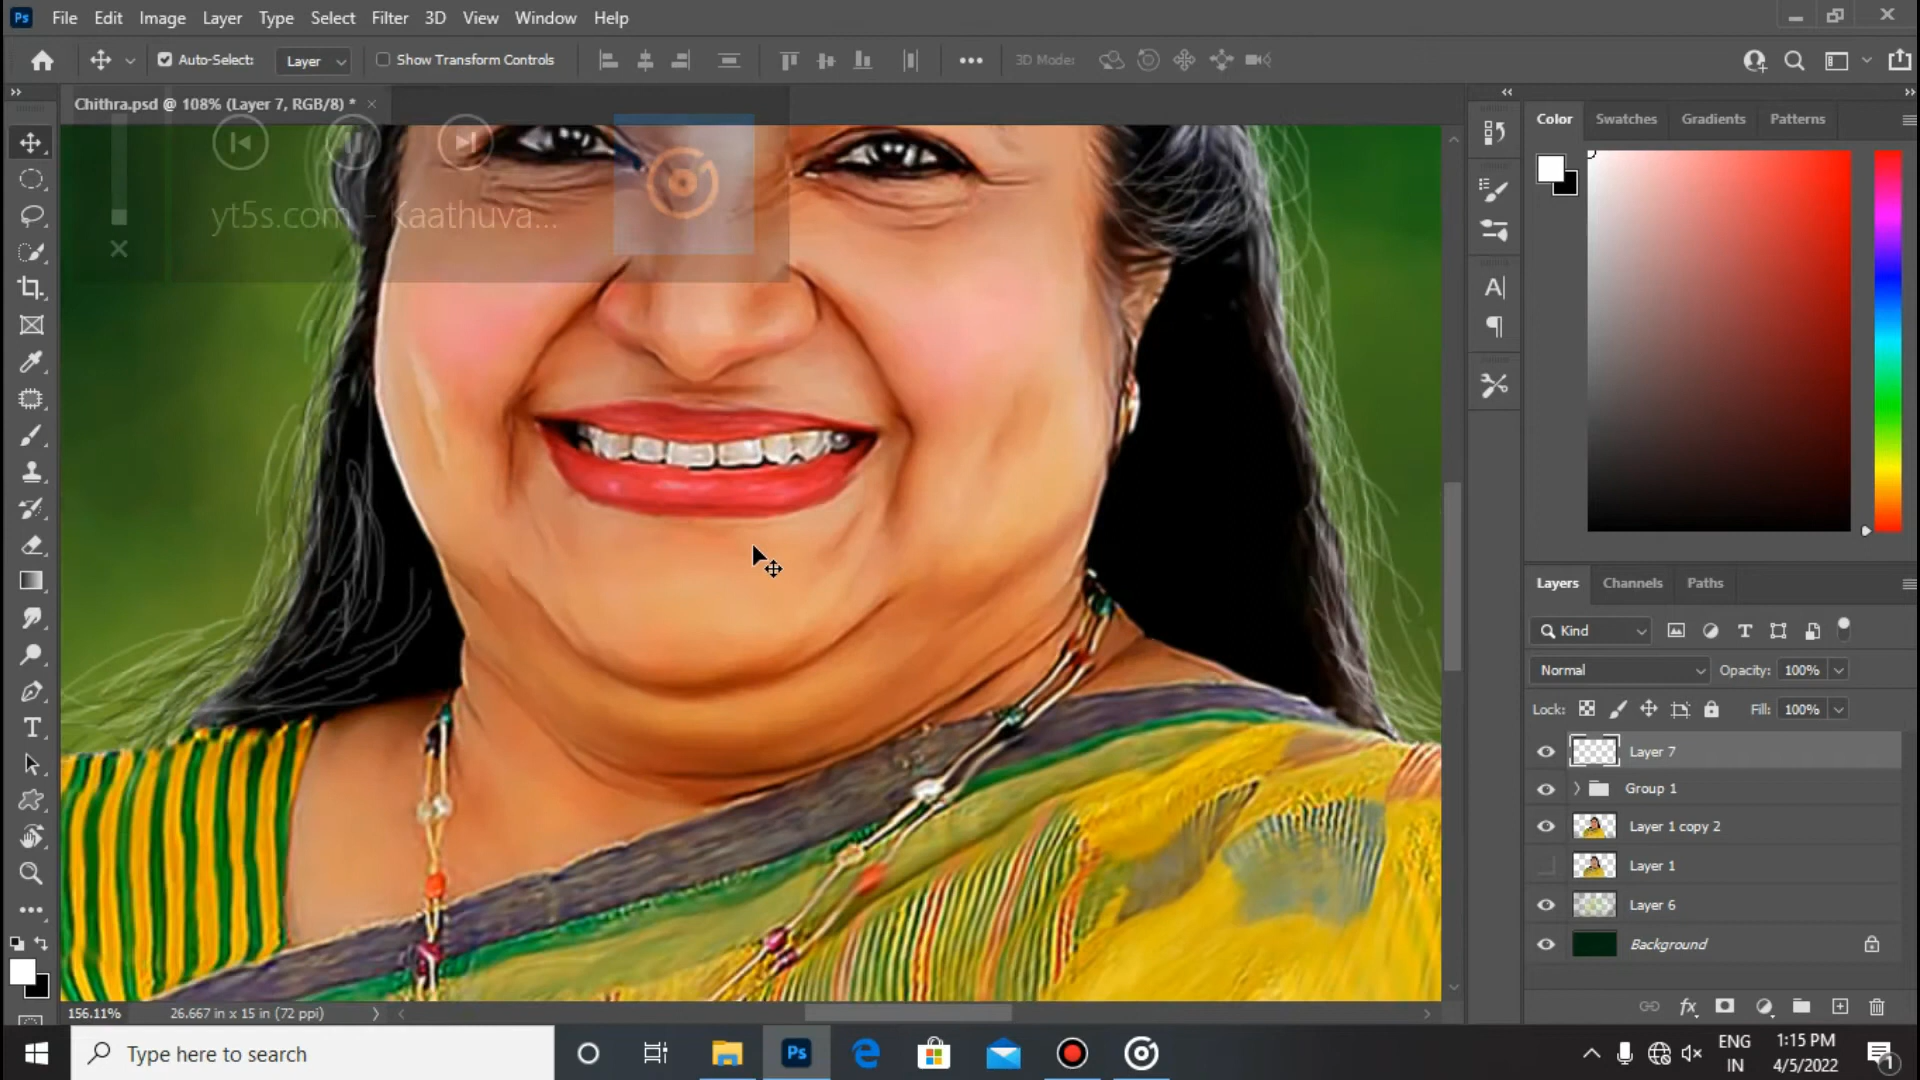 Ps File Edit Image Layer Type Select Filter 3D View Window Help
Auto-Select: Layer Show Transform Controls 3D Mode:
Chithra.psd @ 108% (Layer 7, RGB/8) *
yt5s.com - Kaathuva...
Color Swatches Gradients Patterns
Layers Channels Paths
Kind
Normal Opacity: 100%
Lock: Fill: 100%
Layer 7
Group 1
Layer 1 copy 2
Layer 1
Layer 6
Background
156.11% 26.667 in x 15 in (72 ppi)
Type here to search
Ps
ENG
IN
1:15 PM
4/5/2022
1